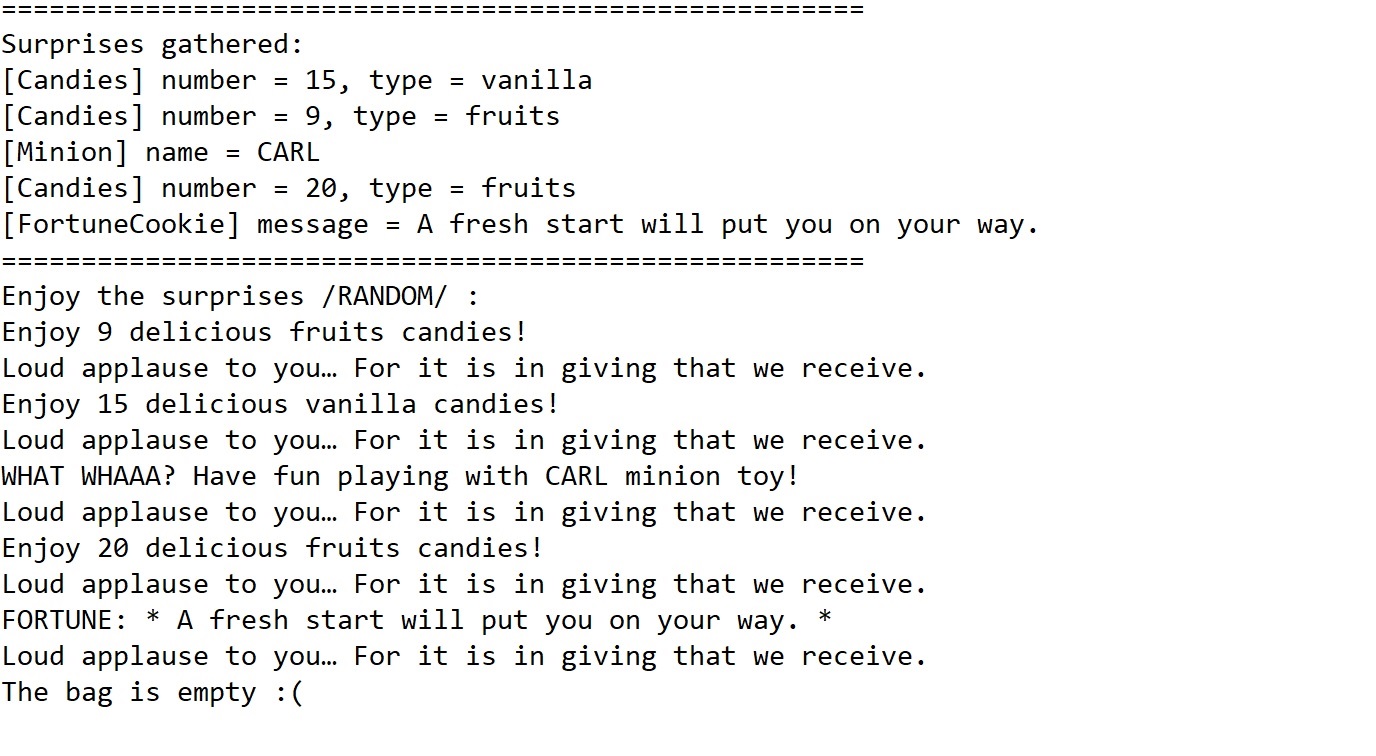 ======================================================
Surprises gathered:
[Candies] number = 15, type = vanilla
[Candies] number = 9, type = fruits
[Minion] name = CARL
[Candies] number = 20, type = fruits
[FortuneCookie] message = A fresh start will put you on your way.
======================================================
Enjoy the surprises /RANDOM/ :
Enjoy 9 delicious fruits candies!
Loud applause to you… For it is in giving that we receive.
Enjoy 15 delicious vanilla candies!
Loud applause to you… For it is in giving that we receive.
WHAT WHAAA? Have fun playing with CARL minion toy!
Loud applause to you… For it is in giving that we receive.
Enjoy 20 delicious fruits candies!
Loud applause to you… For it is in giving that we receive.
FORTUNE: * A fresh start will put you on your way. *
Loud applause to you… For it is in giving that we receive.
The bag is empty :(